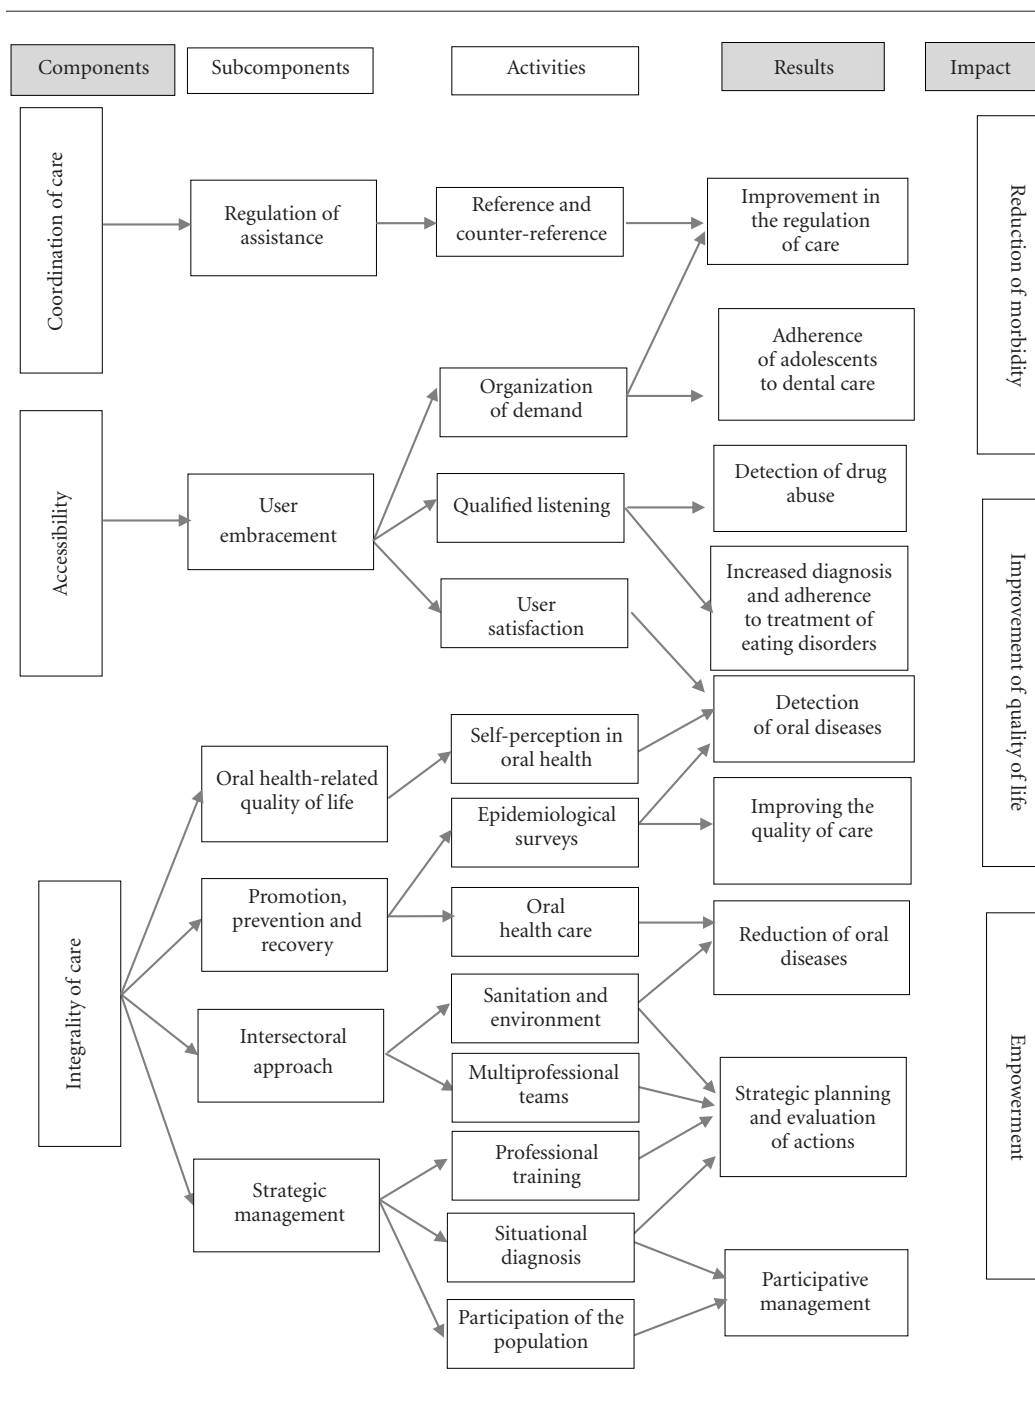 Components
Subcomponents
Activities
Results
Impact
Coordination of care
Regulation of
assistance
Reference and
counter-reference
Improvement in
the regulation
of care
Reduction of morbidity
Adherence
of adolescents
to dental care
Organization
of demand
Accessibility
User
embracement
Qualified listening
Detection of drug
abuse
Increased diagnosis
and adherence
to treatment of
eating disorders
User
satisfaction
Improvement of quality of life
Detection
of oral diseases
Self-perception in
oral health
Oral health-related
quality of life
Epidemiological
surveys
Improving the
quality of care
Integrality of care
Promotion,
prevention and
recovery
Oral
health care
Reduction of oral
diseases
Sanitation and
environment
Intersectoral
approach
Multiprofessional
teams
Strategic planning
and evaluation
of actions
Empowerment
Professional
training
Strategic
management
Situational
diagnosis
Participative
management
Participation of the
population